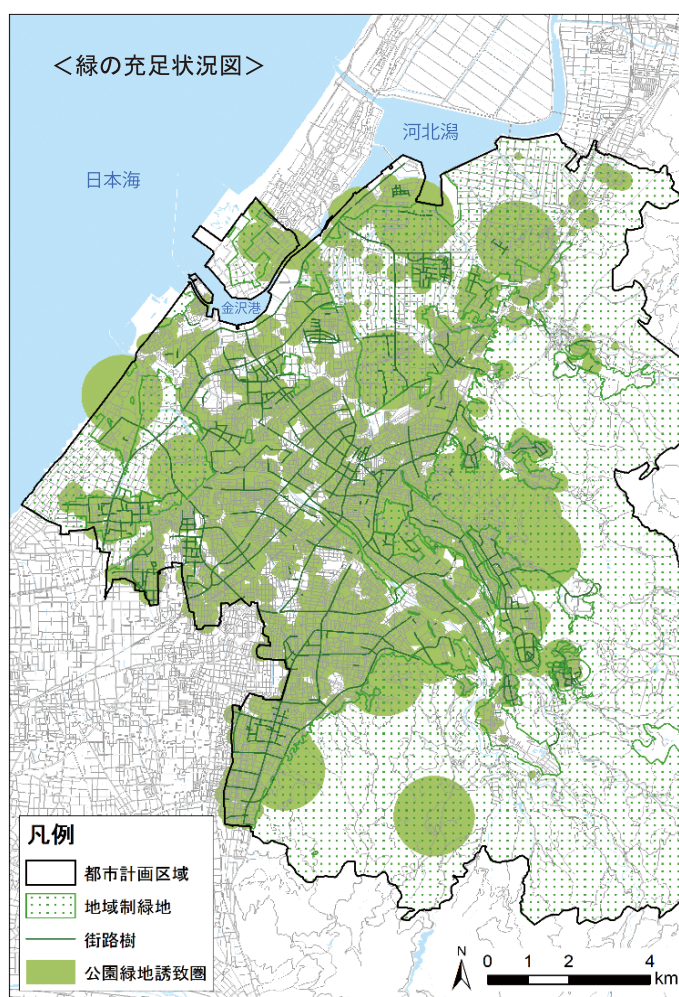 ＜緑の充足状況図＞
河北潟
日本海
金沢港
凡例
都市計画区域
地域制緑地
街路樹
公園緑地誘致圏
N
0 1 2 4
km